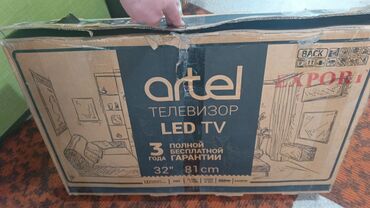 BACK
artel
EXPORT
ТЕЛЕВИЗОР
LED TV
3 ГОДА
ПОЛНОЙ
БЕСПЛАТНОЙ
ГАРАНТИИ
32" 81cm